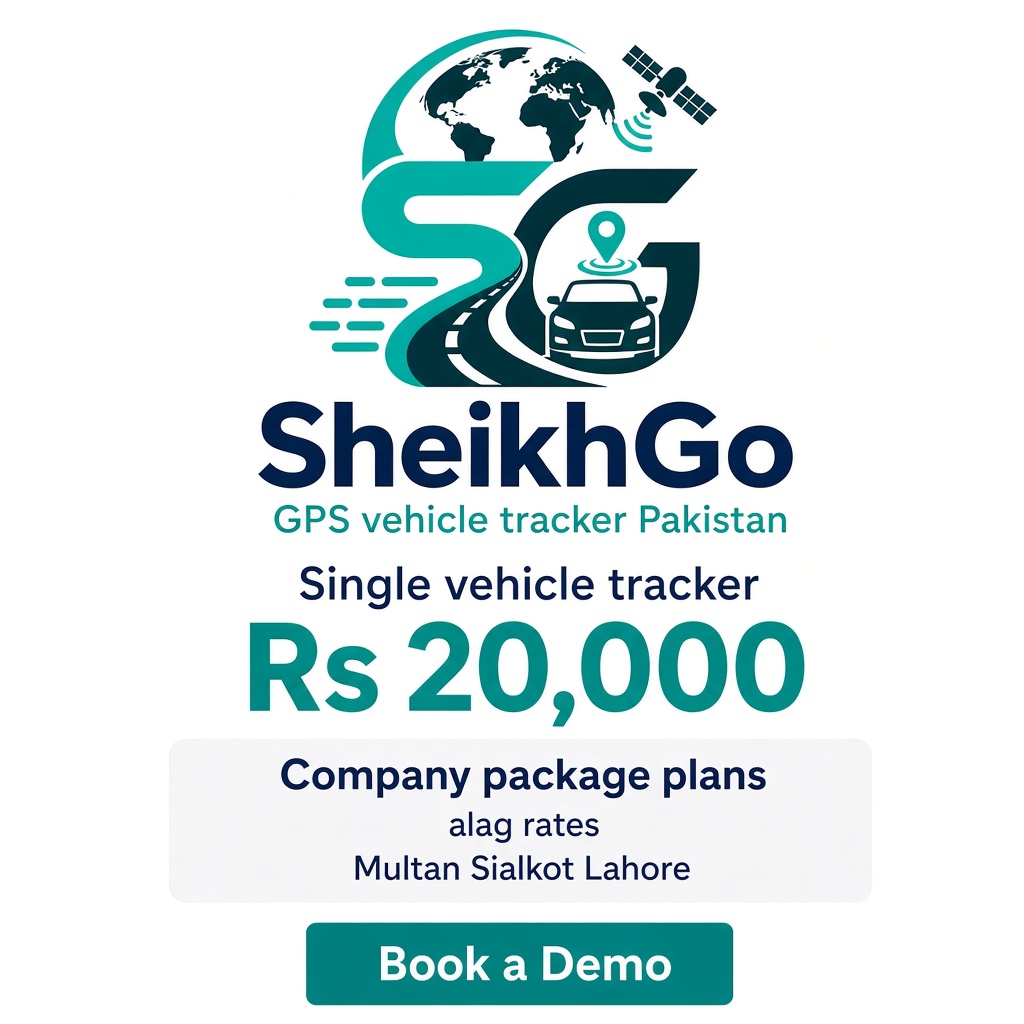 SG
SheikhGo
GPS vehicle tracker Pakistan
Single vehicle tracker
Rs 20,000
Company package plans
alag rates
Multan Sialkot Lahore
Book a Demo